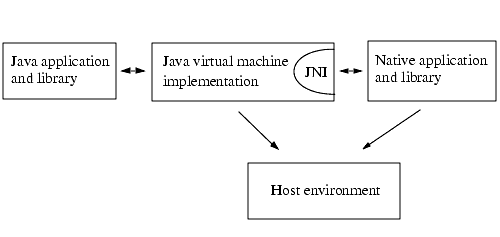 Java application
and library
Java virtual machine
implementation
JNI
Native application
and library
Host environment